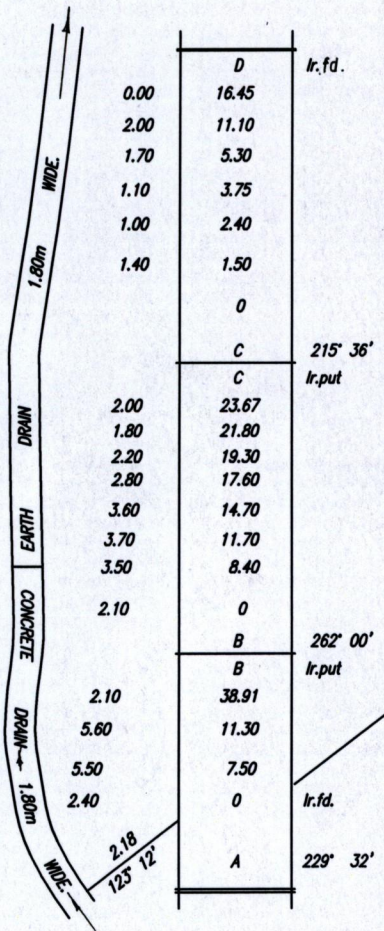 D Ir.fd.
0.00 16.45
2.00 11.10
1.70 5.30
WIDE.
1.10 3.75
1.00 2.40
1.80m
1.40 1.50
0
C 215° 36'
C Ir.put
2.00 23.67
DRAIN
1.80 21.80
2.20 19.30
2.80 17.60
EARTH
3.60 14.70
3.70 11.70
3.50 8.40
CONCRETE
2.10 0
B 262° 00'
B Ir.put
2.10 38.91
DRAIN
5.60 11.30
5.50 7.50
1.80m
2.40 0 Ir.fd.
2.18
123° 12'
WIDE.
A 229° 32'